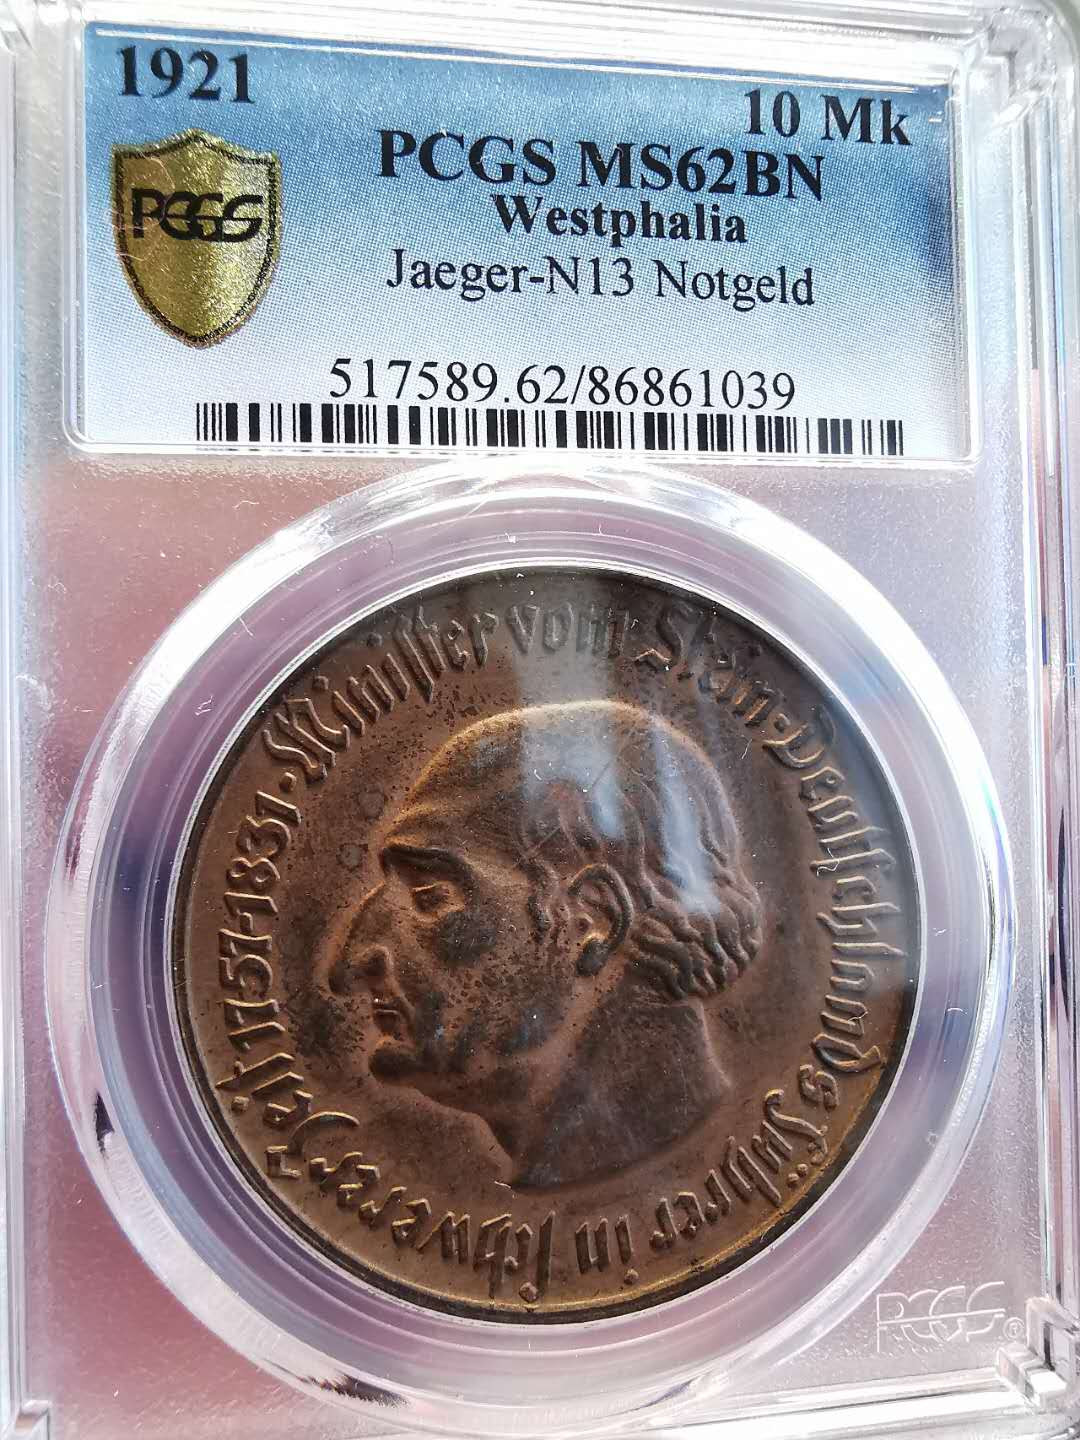 1921
10 Mk
PCGS MS62BN
PCGS
Westphalia
Jaeger-N13 Notgeld
517589.62/86861039
·Minister vom Stein·Deutschlands Führer in schwerer Zeit 1757-1831
PCGS®